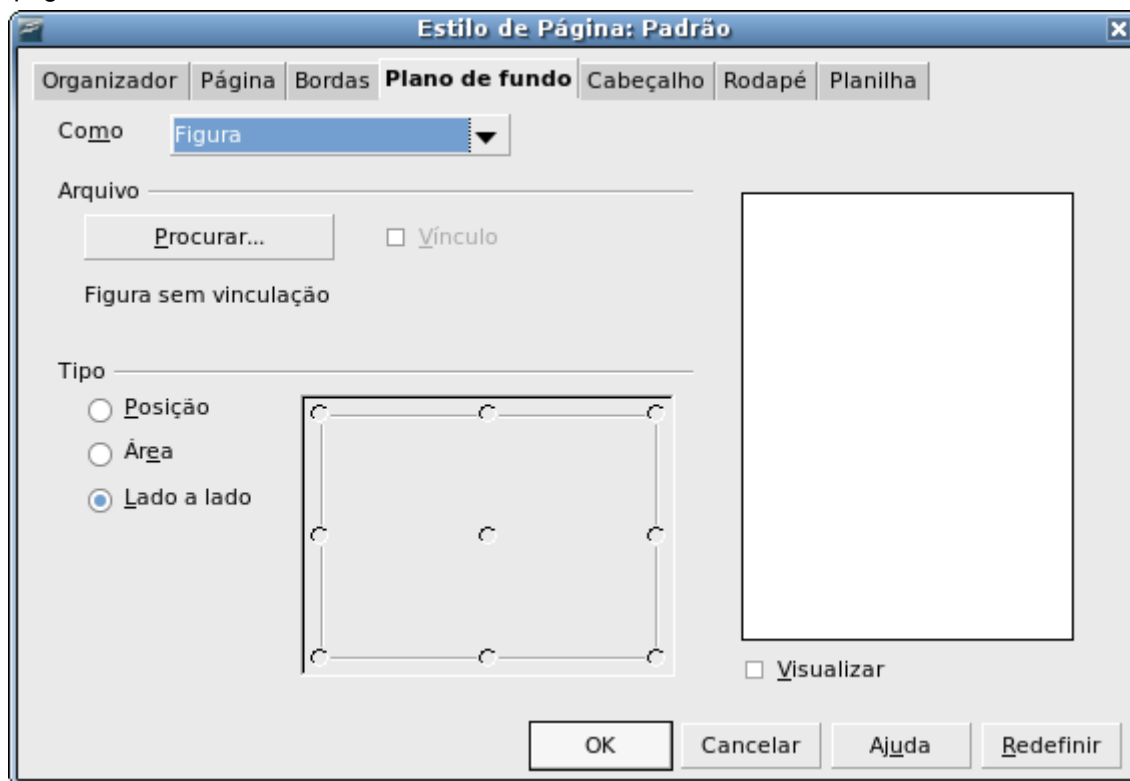 Estilo de Página: Padrão
Organizador Página Bordas Plano de fundo Cabeçalho Rodapé Planilha
Como Figura
Arquivo
Procurar... Vínculo
Figura sem vinculação
Tipo
Posição
Área
Lado a lado
Visualizar
OK Cancelar Ajuda Redefinir